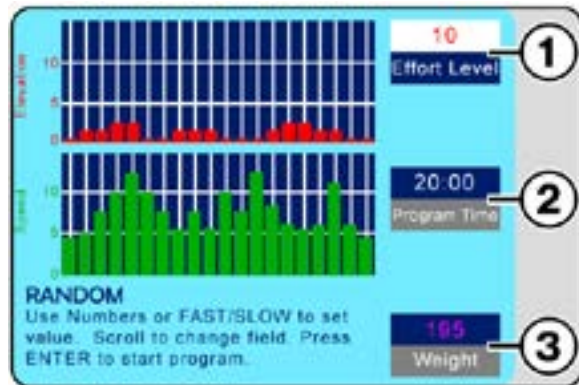 Elevation
10
5
0
10
Effort Level
1
Speed
10
5
0
20:00
Program Time
2
RANDOM
Use Numbers or FAST/SLOW to set
value. Scroll to change field. Press
ENTER to start program.
195
Weight
3